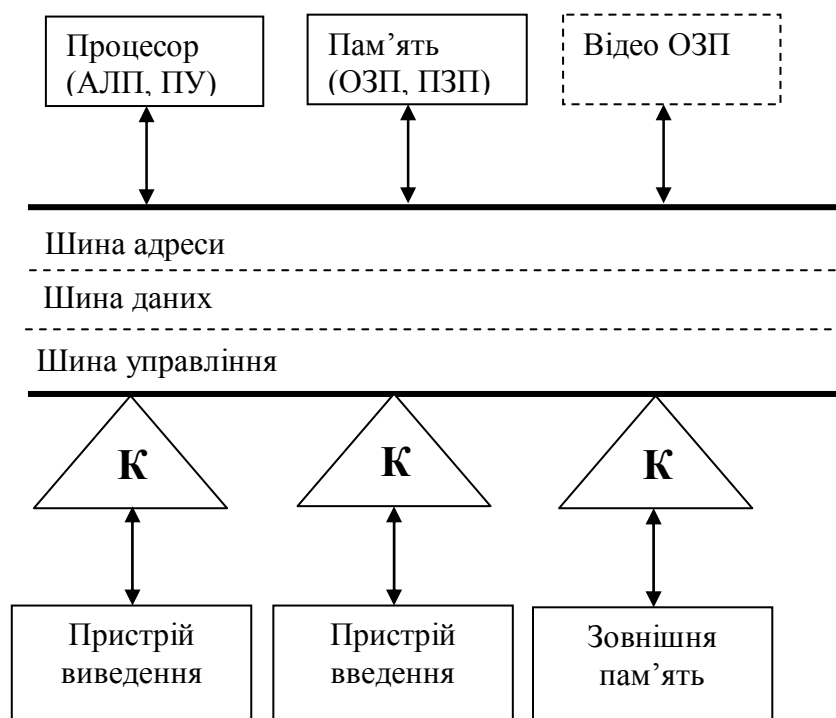 Процесор
(АЛП, ПУ)
Пам’ять
(ОЗП, ПЗП)
Відео ОЗП
Шина адреси
Шина даних
Шина управління
К
К
К
Пристрій
виведення
Пристрій
введення
Зовнішня
пам’ять